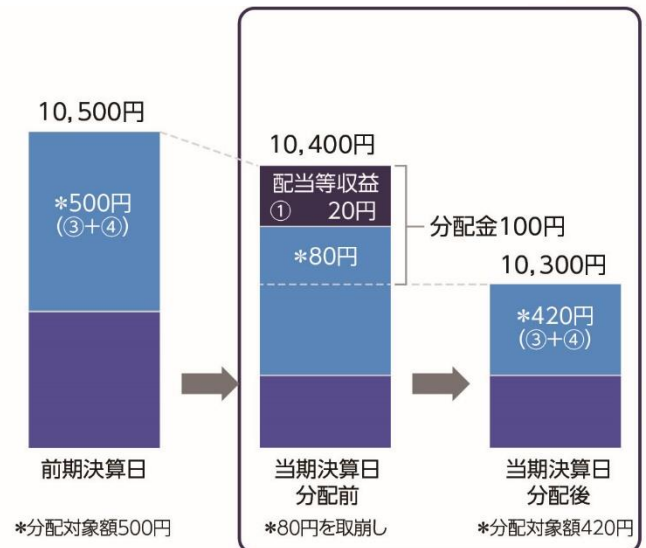 10,500円
*500円
(③+④)
前期決算日
*分配対象額500円
10,400円
配当等収益
① 20円
*80円
分配金100円
当期決算日
分配前
*80円を取崩し
10,300円
*420円
(③+④)
当期決算日
分配後
*分配対象額420円